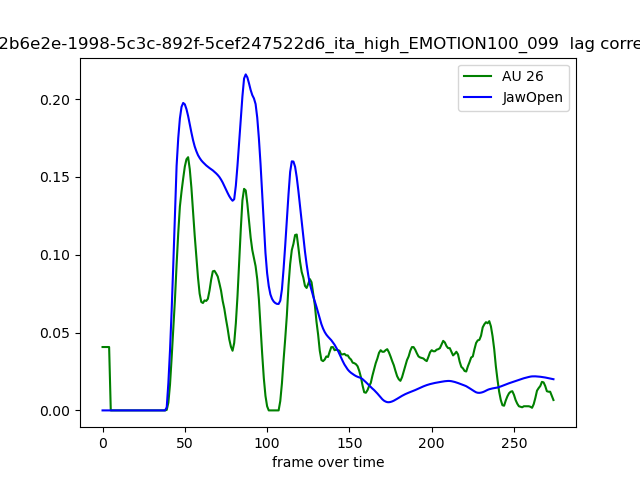 2b6e2e-1998-5c3c-892f-5cef247522d6_ita_high_EMOTION100_099 lag corre
AU 26
JawOpen
0.20
0.15
0.10
0.05
0.00
0 50 100 150 200 250
frame over time